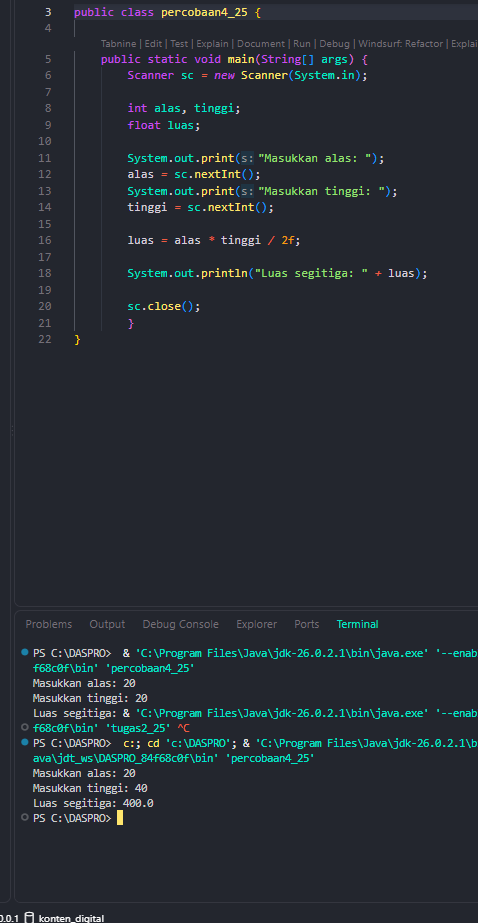 3 public class percobaan4_25 {
4
Tabnine | Edit | Test | Explain | Document | Run | Debug | Windsurf: Refactor | Explai
5 public static void main(String[] args) {
6 Scanner sc = new Scanner(System.in);
7
8 int alas, tinggi;
9 float luas;
10
11 System.out.print(s: "Masukkan alas: ");
12 alas = sc.nextInt();
13 System.out.print(s: "Masukkan tinggi: ");
14 tinggi = sc.nextInt();
15
16 luas = alas * tinggi / 2f;
17
18 System.out.println("Luas segitiga: " + luas);
19
20 sc.close();
21 }
22 }
Problems Output Debug Console Explorer Ports Terminal
PS C:\DASPRO> & 'C:\Program Files\Java\jdk-26.0.2.1\bin\java.exe' '--enab
f68c0f\bin' 'percobaan4_25'
Masukkan alas: 20
Masukkan tinggi: 20
Luas segitiga: & 'C:\Program Files\Java\jdk-26.0.2.1\bin\java.exe' '--enab
f68c0f\bin' 'tugas2_25' ^C
PS C:\DASPRO> c:; cd 'c:\DASPRO'; & 'C:\Program Files\Java\jdk-26.0.2.1\b
ava\jdt_ws\DASPRO_84f68c0f\bin' 'percobaan4_25'
Masukkan alas: 20
Masukkan tinggi: 40
Luas segitiga: 400.0
PS C:\DASPRO>
0.0.1 konten_digital